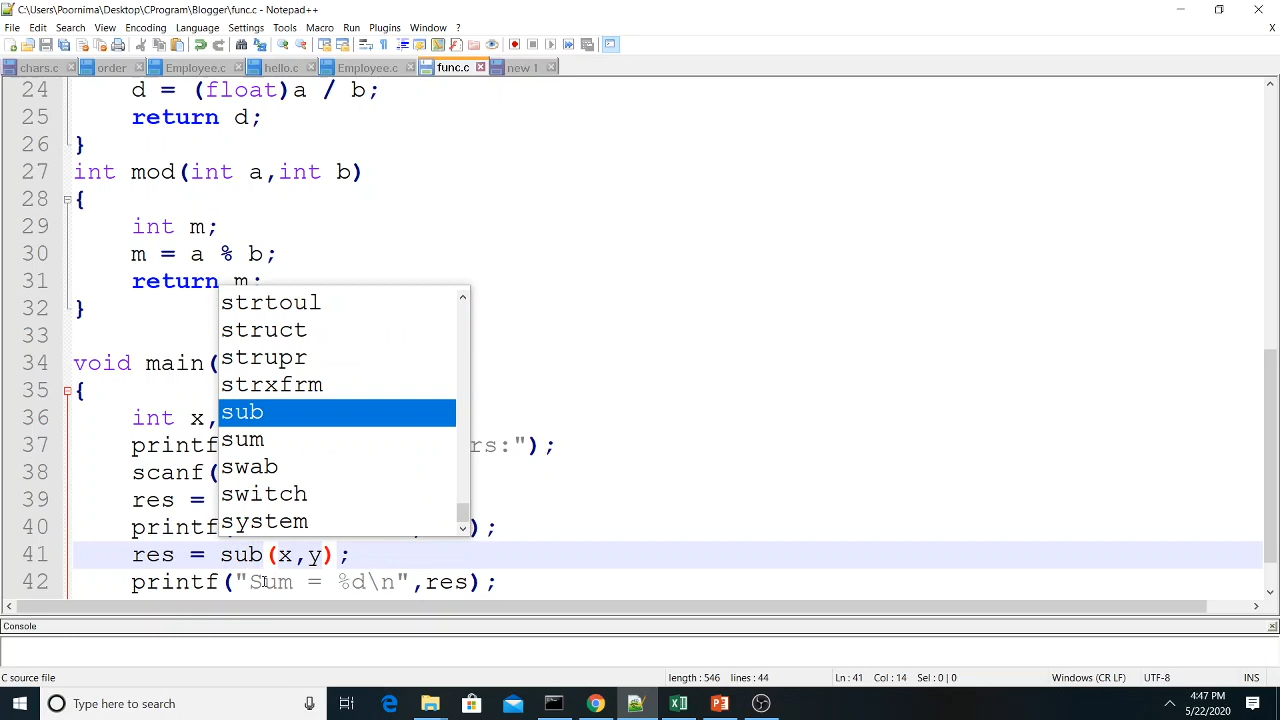 C:\Users\Poornima\Desktop\CProgram\Blogger\func.c - Notepad++
File Edit Search View Encoding Language Settings Tools Macro Run Plugins Window ? X
chars.c order Employee.c hello.c Employee.c func.c new 1
24 d = (float)a / b;
25 return d;
26 }
27 int mod(int a,int b)
28 {
29 int m;
30 m = a % b;
31 return m;
32 }
33
34 void main(
35 {
36 int x,
37 printf rs:");
38 scanf(
39 res =
40 printf( );
41 res = sub(x,y);
42 printf("Sum = %d\n",res);
strtoul
struct
strupr
strxfrm
sub
sum
swab
switch
system
Console
C source file length : 546 lines : 44 Ln : 41 Col : 14 Sel : 0 | 0 Windows (CR LF) UTF-8 INS
Type here to search
4:47 PM
5/22/2020